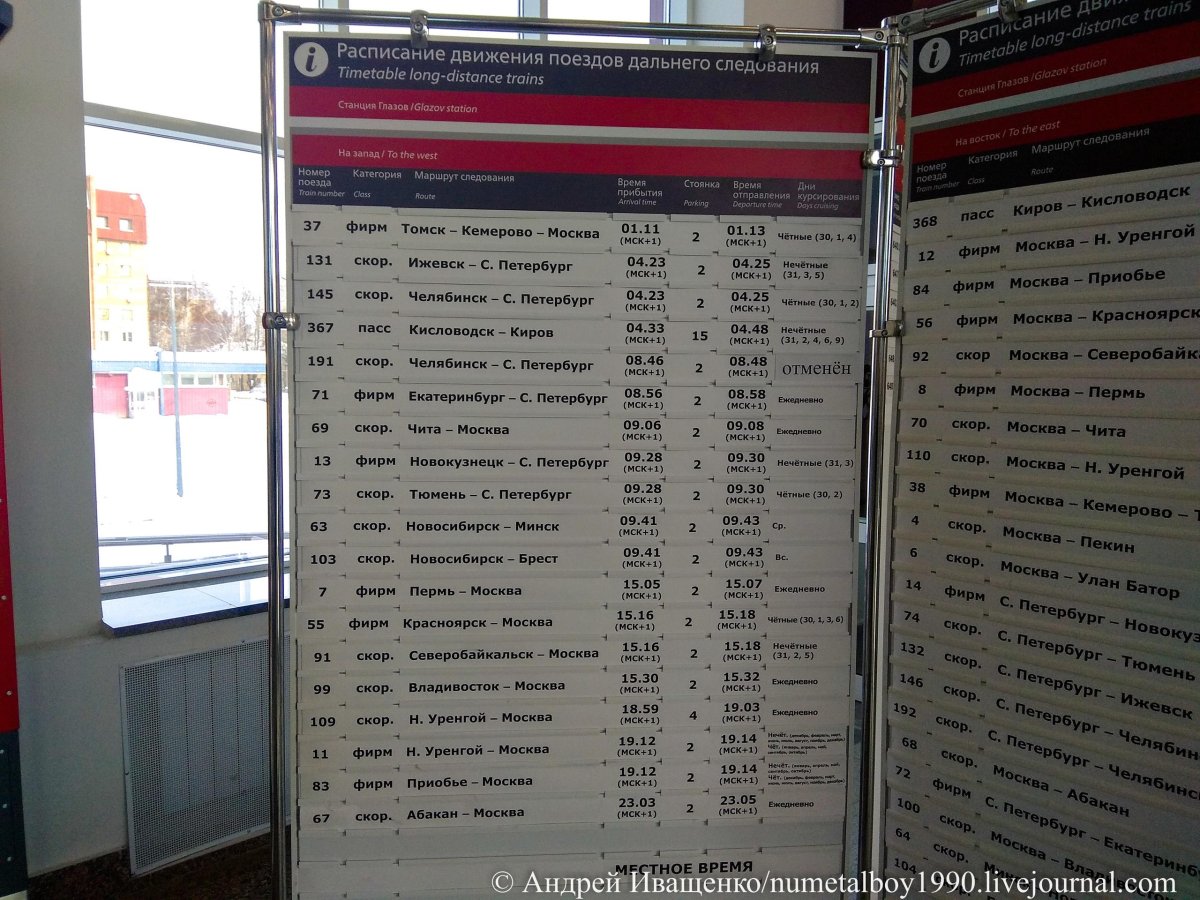 i
Расписание движения поездов дальнего следования
Timetable long-distance trains
Станция Глазов / Glazov station
На запад / To the west
Номер поезда Train number Категория Class Маршрут следования Route Время прибытия Arrival time Стоянка Parking Время отправления Departure time Дни курсирования Days cruising
37 фирм Томск – Кемерово – Москва 01.11 (МСК+1) 2 01.13 (МСК+1) Чётные (30, 1, 4)
131 скор. Ижевск – С. Петербург 04.23 (МСК+1) 2 04.25 (МСК+1) Нечётные (31, 3, 5)
145 скор. Челябинск – С. Петербург 04.23 (МСК+1) 2 04.25 (МСК+1) Чётные (30, 1, 2)
367 пасс Кисловодск – Киров 04.33 (МСК+1) 15 04.48 (МСК+1) Нечётные (31, 2, 4, 6, 9)
191 скор. Челябинск – С. Петербург 08.46 (МСК+1) 2 08.48 (МСК+1) отменён
71 фирм Екатеринбург – С. Петербург 08.56 (МСК+1) 2 08.58 (МСК+1) Ежедневно
69 скор. Чита – Москва 09.06 (МСК+1) 2 09.08 (МСК+1) Ежедневно
13 фирм Новокузнецк – С. Петербург 09.28 (МСК+1) 2 09.30 (МСК+1) Нечётные (31, 3)
73 скор. Тюмень – С. Петербург 09.28 (МСК+1) 2 09.30 (МСК+1) Чётные (30, 2)
63 скор. Новосибирск – Минск 09.41 (МСК+1) 2 09.43 (МСК+1) Ср.
103 скор. Новосибирск – Брест 09.41 (МСК+1) 2 09.43 (МСК+1) Вс.
7 фирм Пермь – Москва 15.05 (МСК+1) 2 15.07 (МСК+1) Ежедневно
55 фирм Красноярск – Москва 15.16 (МСК+1) 2 15.18 (МСК+1) Чётные (30, 1, 3, 6)
91 скор. Северобайкальск – Москва 15.16 (МСК+1) 2 15.18 (МСК+1) Нечётные (31, 2, 5)
99 скор. Владивосток – Москва 15.30 (МСК+1) 2 15.32 (МСК+1) Ежедневно
109 скор. Н. Уренгой – Москва 18.59 (МСК+1) 4 19.03 (МСК+1) Ежедневно
11 фирм Н. Уренгой – Москва 19.12 (МСК+1) 2 19.14 (МСК+1) Нечёт. Чёт.
83 фирм Приобье – Москва 19.12 (МСК+1) 2 19.14 (МСК+1) Нечёт. Чёт.
67 скор. Абакан – Москва 23.03 (МСК+1) 2 23.05 (МСК+1) Ежедневно
МЕСТНОЕ ВРЕМЯ
i
Расписание движ
Timetable long-distance trains
Станция Глазов / Glazov station
На восток / To the east
Номер поезда Train number Категория Class Маршрут следования Route
368 пасс Киров – Кисловодск
12 фирм Москва – Н. Уренгой
84 фирм Москва – Приобье
56 фирм Москва – Красноярск
92 скор Москва – Северобайка
8 фирм Москва – Пермь
70 скор. Москва – Чита
110 скор. Москва – Н. Уренгой
38 фирм Москва – Кемерово – Т
4 скор. Москва – Пекин
6 скор. Москва – Улан Батор
14 фирм С. Петербург – Новокуз
74 скор. С. Петербург – Тюмень
132 скор. С. Петербург – Ижевск
146 скор. С. Петербург – Челябин
192 скор. С. Петербург – Челябинс
68 скор. Москва – Абакан
72 фирм С. Петербург – Екатеринб
100 скор. Москва – Владивосток
64 скор.
104
© Андрей Иващенко/numetalboy1990.livejournal.com